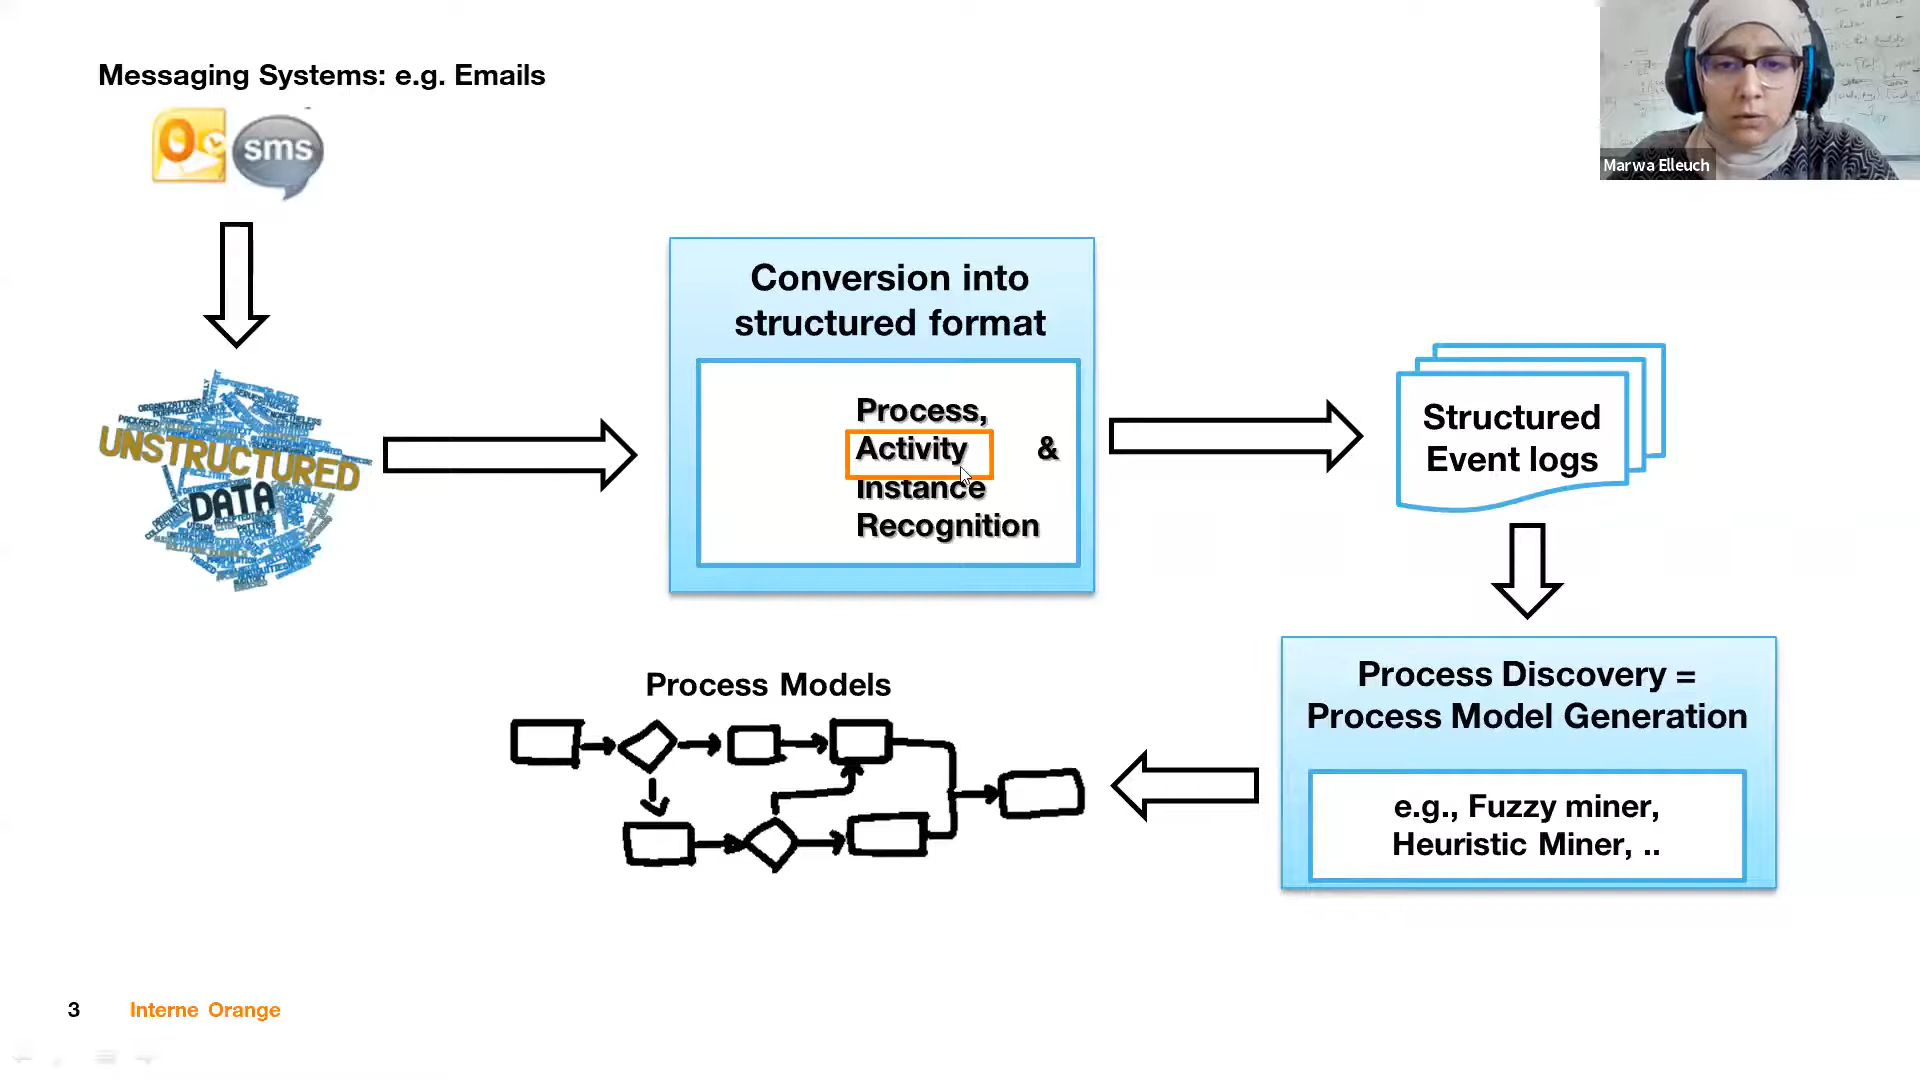 Messaging Systems: e.g. Emails
sms
Marwa Elleuch
Conversion into
structured format
Process,
Activity &
Instance
Recognition
Structured
Event logs
UNSTRUCTURED
DATA
Process Discovery =
Process Model Generation
e.g., Fuzzy miner,
Heuristic Miner, ..
Process Models
3 Interne Orange